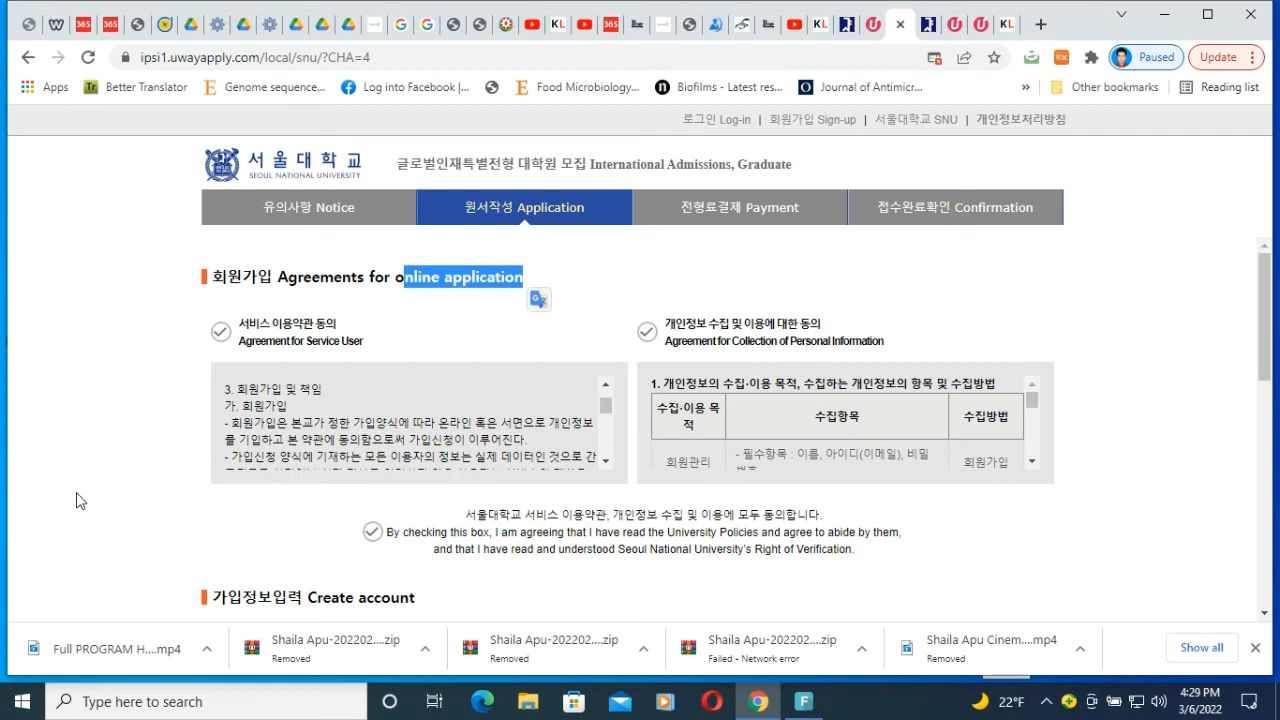 ipsi1.uwayapply.com/local/snu/?CHA=4
Paused
Update
Apps
Better Translator
Genome sequence...
Log into Facebook |...
Food Microbiology...
Biofilms - Latest res...
Journal of Antimicr...
»
Other bookmarks
Reading list
로그인 Log-in | 회원가입 Sign-up | 서울대학교 SNU | 개인정보처리방침
서울대학교
SEOUL NATIONAL UNIVERSITY
글로벌인재특별전형 대학원 모집 International Admissions, Graduate
유의사항 Notice
원서작성 Application
전형료결제 Payment
접수완료확인 Confirmation
회원가입 Agreements for online application
서비스 이용약관 동의
Agreement for Service User
개인정보 수집 및 이용에 대한 동의
Agreement for Collection of Personal Information
3. 회원가입 및 책임
가. 회원가입
- 회원가입은 본교가 정한 가입양식에 따라 온라인 혹은 서면으로 개인정보
를 기입하고 본 약관에 동의함으로써 가입신청이 이루어진다.
- 가입신청 양식에 기재하는 모든 이용자의 정보는 실제 데이터인 것으로 간
1. 개인정보의 수집·이용 목적, 수집하는 개인정보의 항목 및 수집방법
수집·이용 목
적
수집항목
수집방법
회원관리
- 필수항목 : 이름, 아이디(이메일), 비밀
회원가입
서울대학교 서비스 이용약관, 개인정보 수집 및 이용에 모두 동의합니다.
By checking this box, I am agreeing that I have read the University Policies and agree to abide by them,
and that I have read and understood Seoul National University's Right of Verification.
가입정보입력 Create account
Full PROGRAM H....mp4
Shaila Apu-202202....zip
Removed
Shaila Apu-202202....zip
Removed
Shaila Apu-202202....zip
Failed - Network error
Shaila Apu Cinem....mp4
Removed
Show all
Type here to search
22°F
4:29 PM
3/6/2022